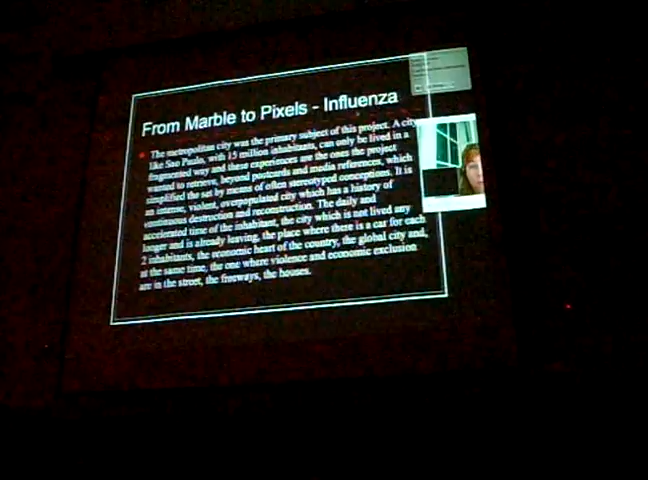 From Marble to Pixels - Influenza
The metropolitan city was the primary subject of this project. A city
like Sao Paulo, with 15 million inhabitants, can only be lived in a
fragmented way and these experiences are the ones the project
wanted to retrieve, beyond postcards and media references, which
simplified the set by means of often stereotyped conceptions. It is
an intense, violent, overpopulated city which has a history of
continuous destruction and reconstruction. The daily and
accelerated time of the inhabitant, the city which is not lived any
longer and is already leaving, the place where there is a car for each
2 inhabitants, the economic heart of the country, the global city and,
at the same time, the one where violence and economic exclusion
are in the street, the freeways, the houses.